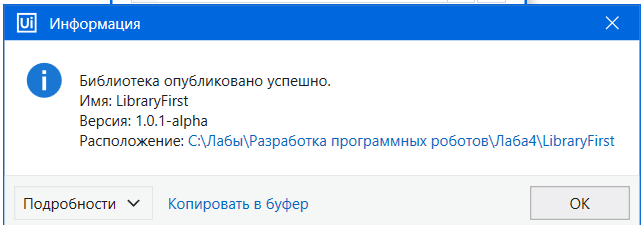 Ui Информация
Библиотека опубликовано успешно.
Имя: LibraryFirst
Версия: 1.0.1-alpha
Расположение: C:\Лабы\Разработка программных роботов\Лаба4\LibraryFirst
Подробности Копировать в буфер ОК